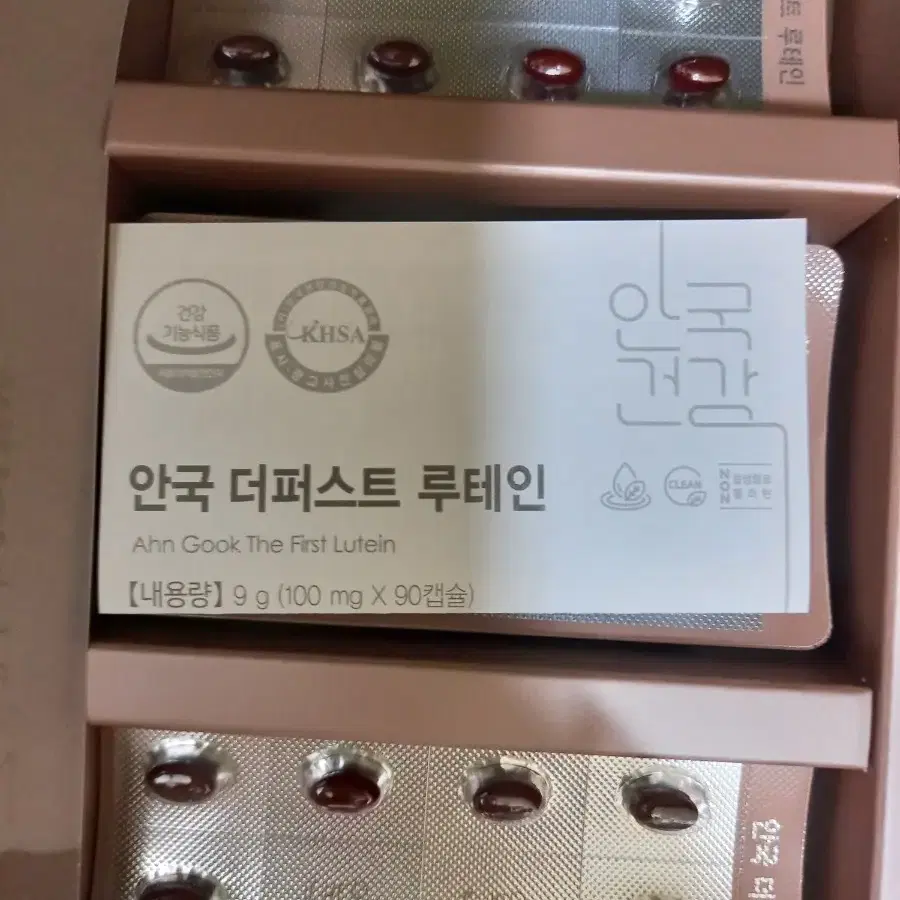 루테인
건강
기능식품
KHSA
안국
건강
안국 더퍼스트 루테인
CLEAN
NON
Ahn Gook The First Lutein
【내용량】 9 g (100 mg X 90캡슐)
안국 더